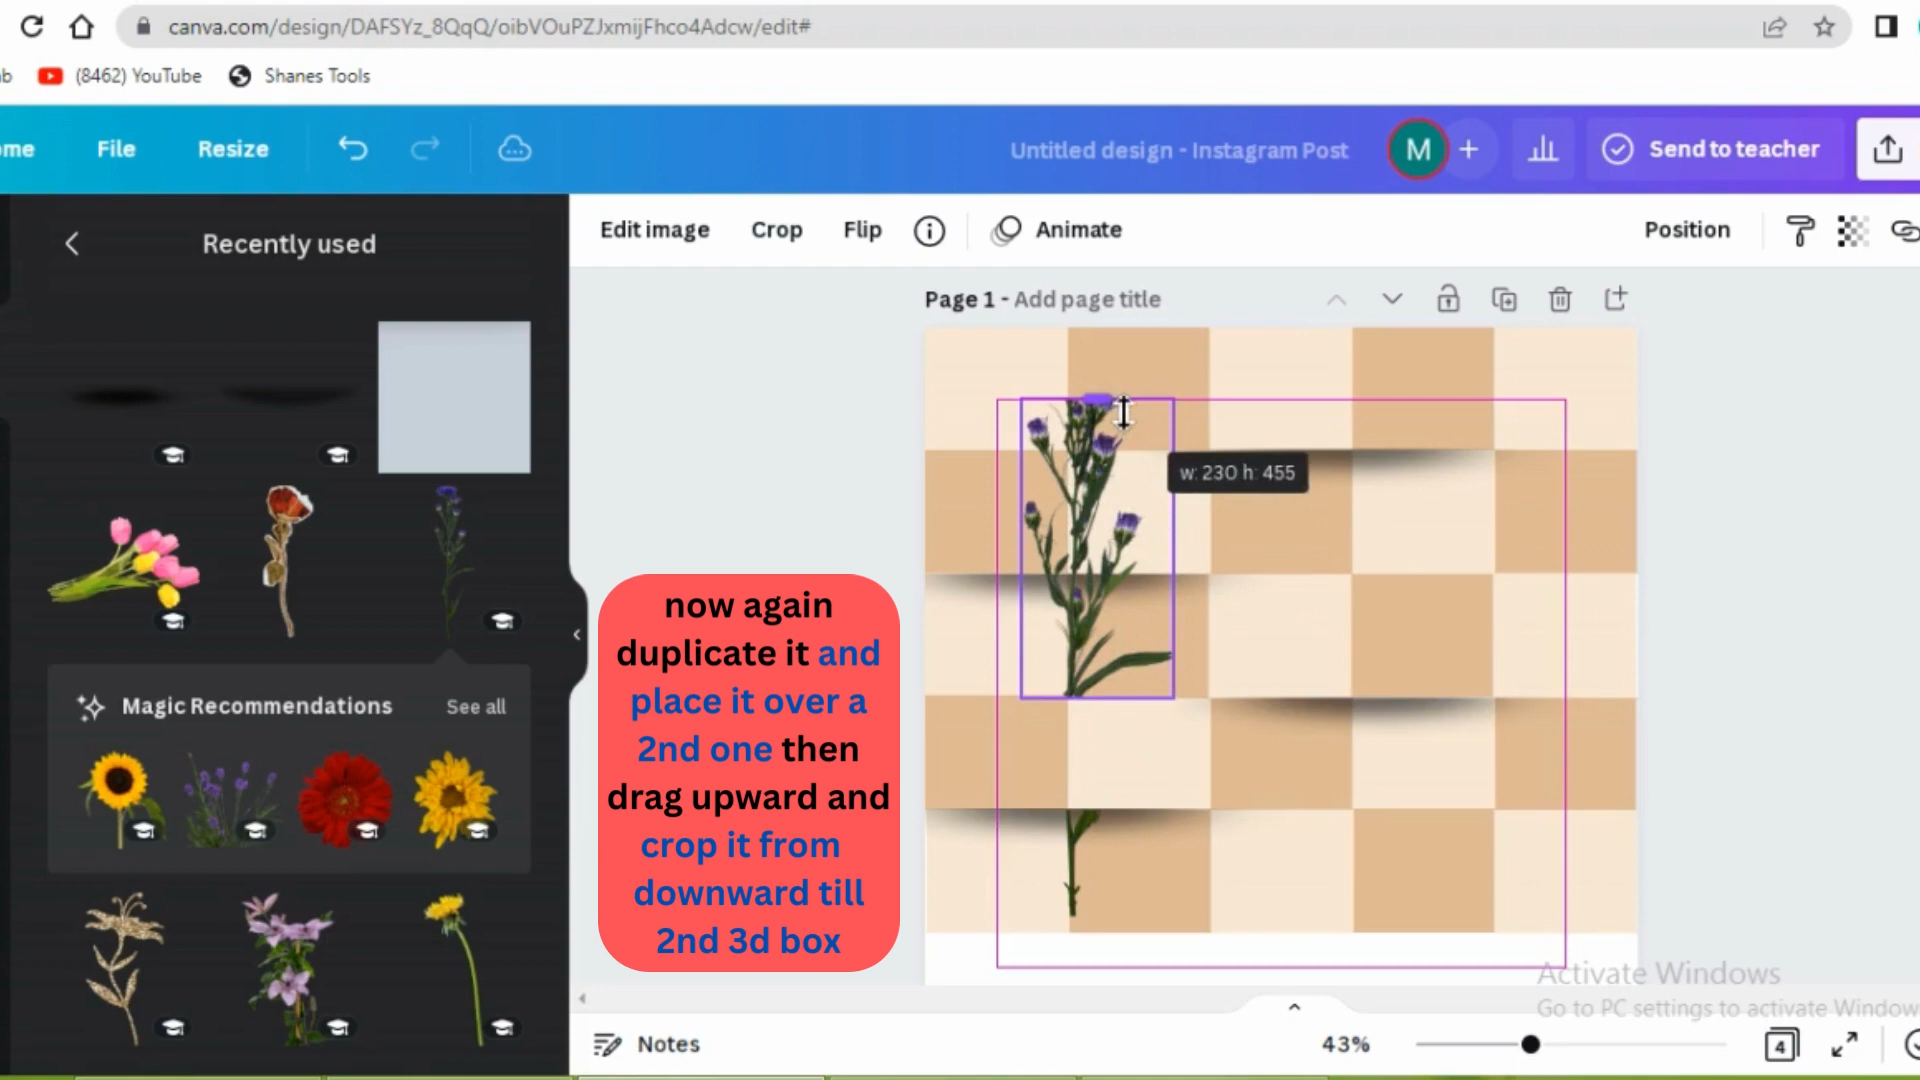 canva.com/design/DAFSYz_8QqQ/oibVOuPZJxmijFhco4Adcw/edit#
(8462) YouTube
Shanes Tools
File
Resize
Untitled design - Instagram Post
M
+
Send to teacher
Recently used
Edit image
Crop
Flip
Animate
Position
Page 1 - Add page title
w: 230 h: 455
now again
duplicate it and
place it over a
2nd one then
drag upward and
crop it from
downward till
2nd 3d box
Magic Recommendations
See all
Activate Windows
Go to PC settings to activate Window
Notes
43%
4